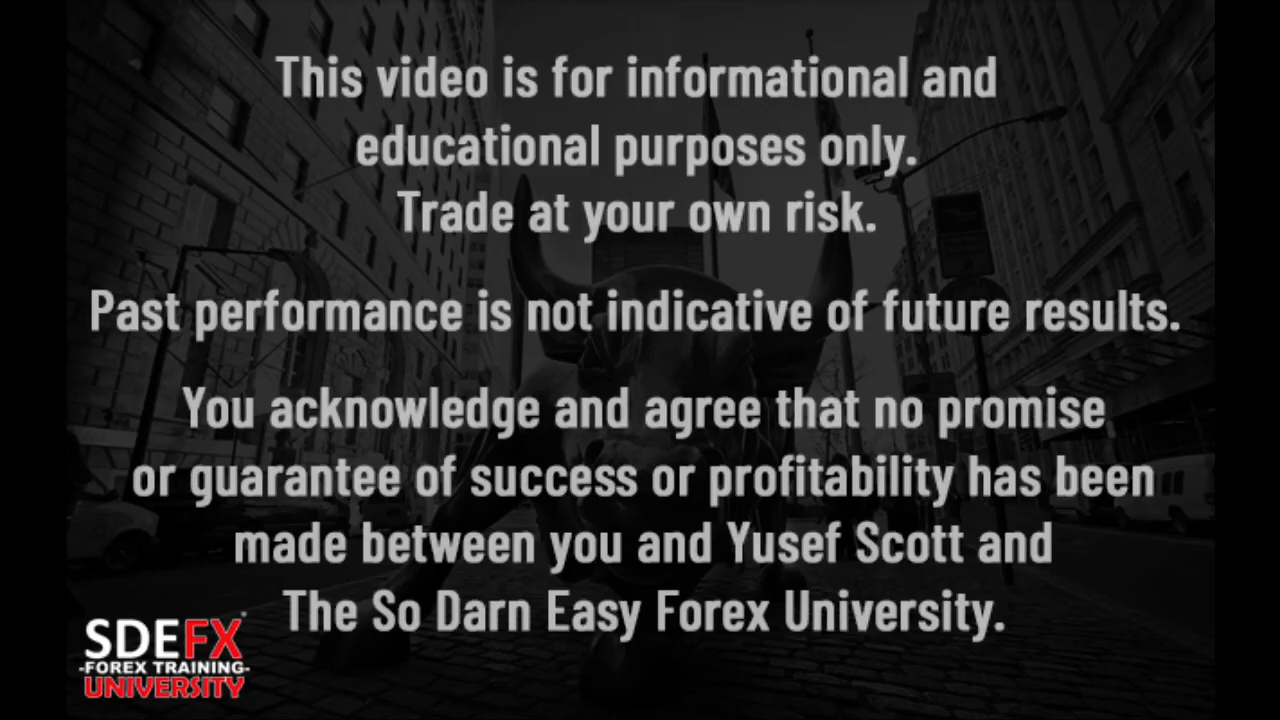 This video is for informational and
educational purposes only.
Trade at your own risk.
Past performance is not indicative of future results.
You acknowledge and agree that no promise
or guarantee of success or profitability has been
made between you and Yusef Scott and
The So Darn Easy Forex University.
SDEFX
-FOREX TRAINING-
UNIVERSITY